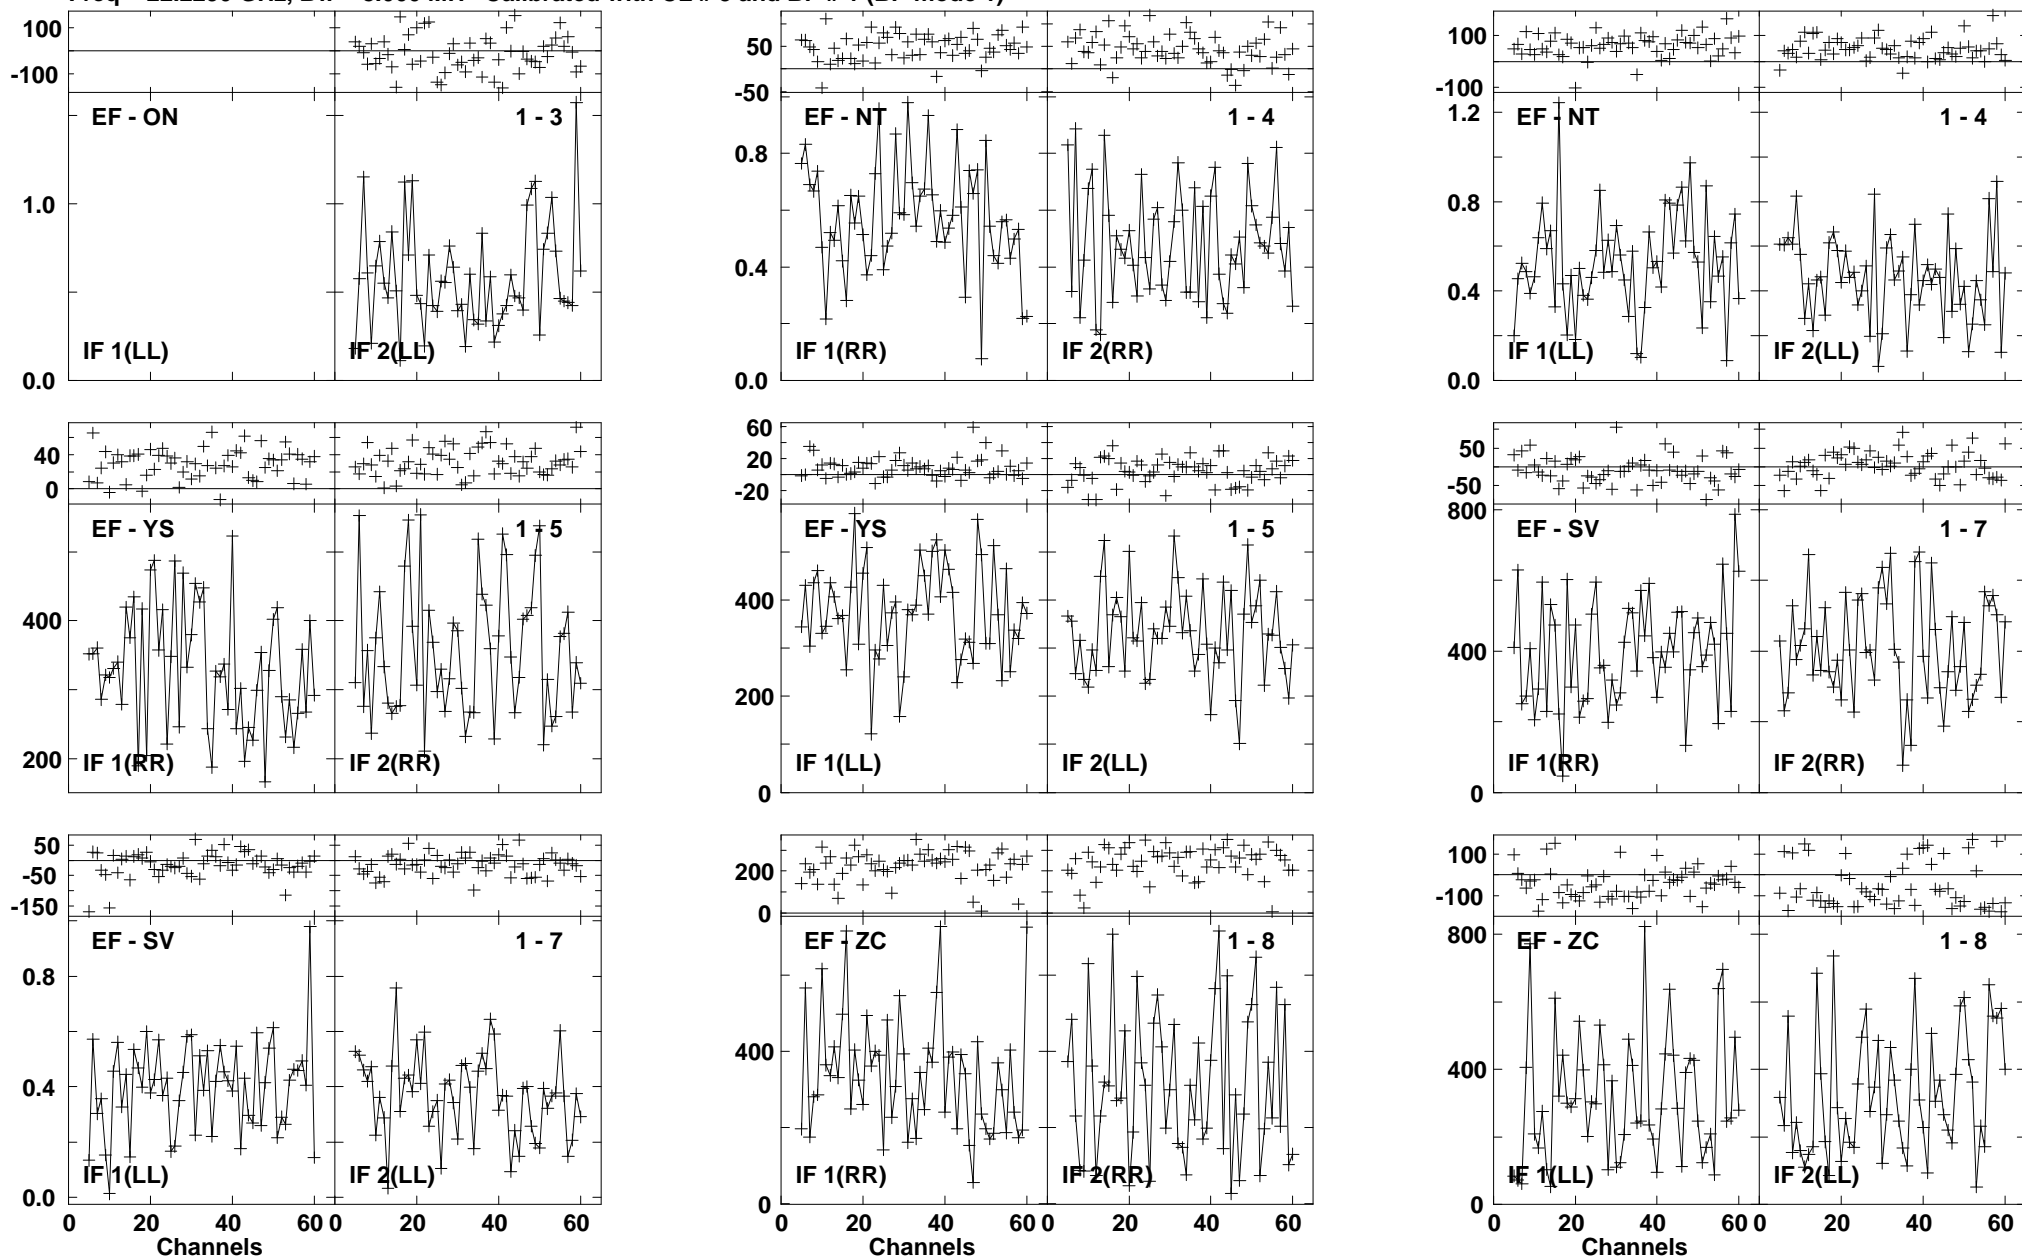 100
-100
EF - ON
1 - 3
1.0
0.0
IF 1(LL)
IF 2(LL)
50
-50
EF - NT
1 - 4
0.8
0.4
0.0
IF 1(RR)
IF 2(RR)
100
-100
EF - NT
1 - 4
1.2
0.8
0.4
0.0
IF 1(LL)
IF 2(LL)
40
0
EF - YS
1 - 5
400
200
IF 1(RR)
IF 2(RR)
60
20
-20
EF - YS
1 - 5
400
200
0
IF 1(LL)
IF 2(LL)
50
-50
EF - SV
1 - 7
800
400
0
IF 1(RR)
IF 2(RR)
50
-50
-150
EF - SV
1 - 7
0.8
0.4
0.0
IF 1(LL)
IF 2(LL)
0 20 40 60 0 20 40 60
Channels
200
0
EF - ZC
1 - 8
400
0
IF 1(RR)
IF 2(RR)
0 20 40 60 0 20 40 60
Channels
100
-100
EF - ZC
1 - 8
800
400
0
IF 1(LL)
IF 2(LL)
0 20 40 60 0 20 40 60
Channels